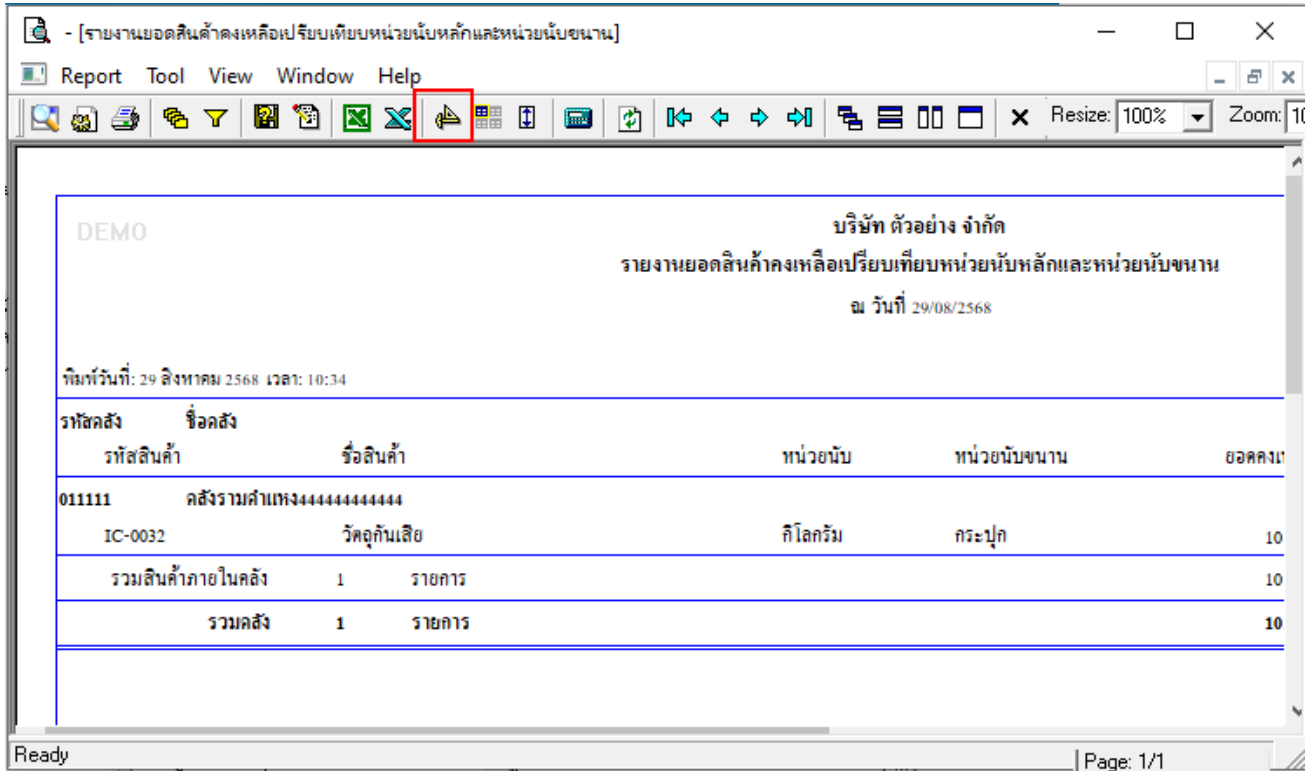 - [รายงานยอดสินค้าคงเหลือเปรียบเทียบหน่วยนับหลักและหน่วยนับขนาน]
Report Tool View Window Help
Resize: 100% Zoom: 10
DEMO
บริษัท ตัวอย่าง จำกัด
รายงานยอดสินค้าคงเหลือเปรียบเทียบหน่วยนับหลักและหน่วยนับขนาน
ณ วันที่ 29/08/2568
พิมพ์วันที่: 29 สิงหาคม 2568 เวลา: 10:34
รหัสคลัง ชื่อคลัง
รหัสสินค้า ชื่อสินค้า หน่วยนับ หน่วยนับขนาน ยอดคงเ
011111 คลังรามคำแหง444444444444
IC-0032 วัตถุกันเสีย กิโลกรัม กระปุก 10
รวมสินค้าภายในคลัง 1 รายการ 10
รวมคลัง 1 รายการ 10
Ready Page: 1/1